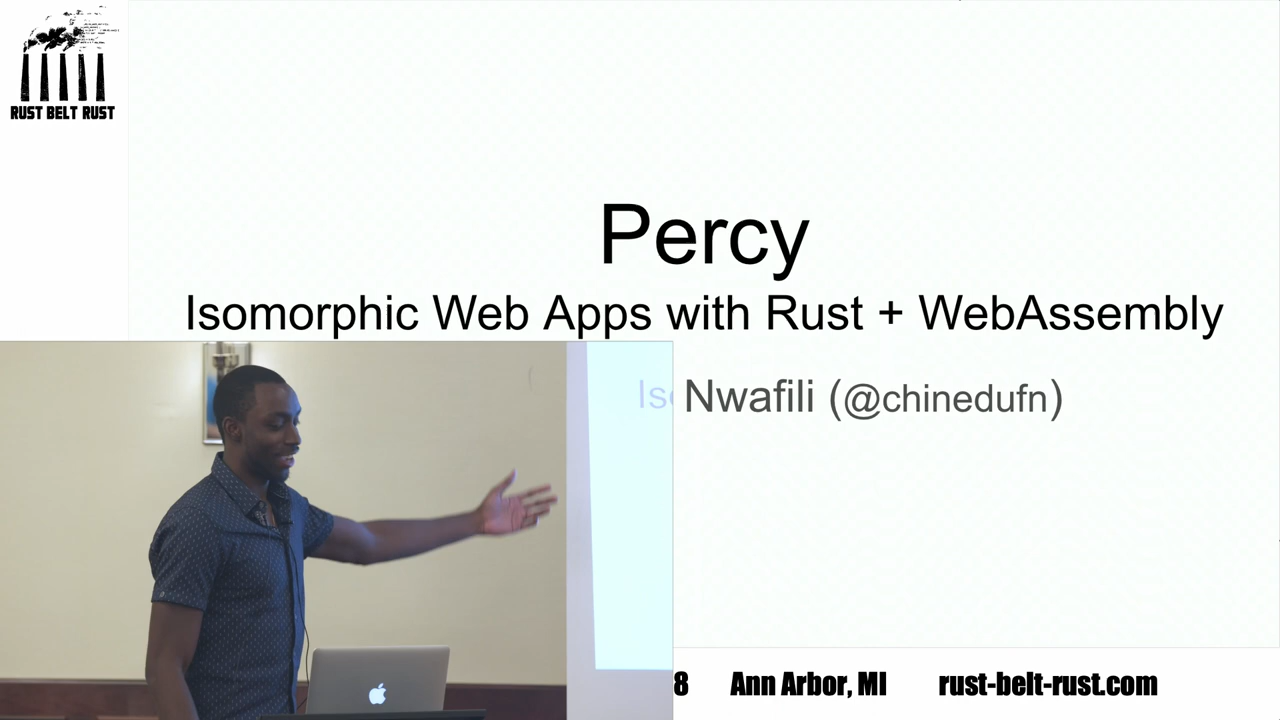 RUST BELT RUST
Percy
Isomorphic Web Apps with Rust + WebAssembly
Nwafili (@chinedufn)
8 Ann Arbor, MI rust-belt-rust.com